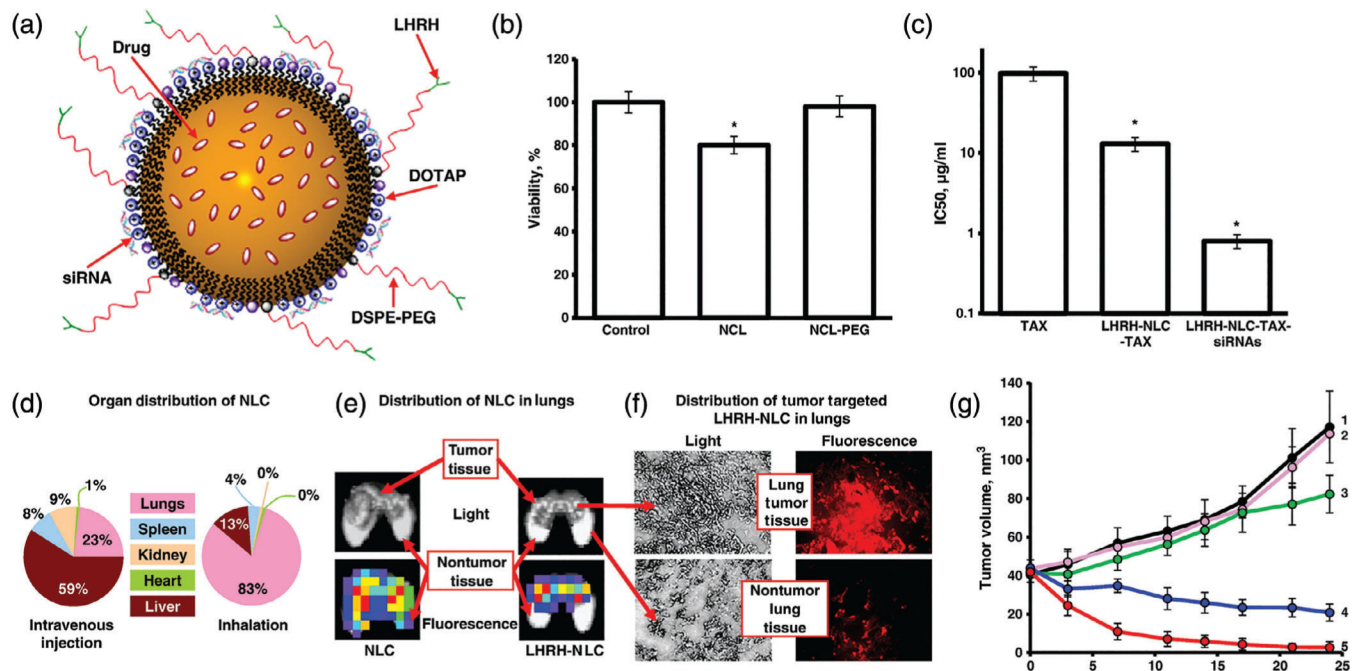 (a)
LHRH
Drug
DOTAP
siRNA
DSPE-PEG
(b)
Viability, %
120
100
80
60
40
20
0
*
Control
NCL
NCL-PEG
(c)
IC50, µg/ml
100
10
1
0.1
*
*
TAX
LHRH-NLC
-TAX
LHRH-NLC-TAX-
siRNAs
(d)
Organ distribution of NLC
1%
9%
8%
23%
59%
Intravenous
injection
Lungs
Spleen
Kidney
Heart
Liver
0%
4%
0%
13%
83%
Inhalation
(e)
Distribution of NLC in lungs
Tumor
tissue
Light
Nontumor
tissue
Fluorescence
NLC
LHRH-NLC
(f)
Distribution of tumor targeted
LHRH-NLC in lungs
Light
Fluorescence
Lung
tumor
tissue
Nontumor
lung
tissue
(g)
Tumor volume, nm³
140
120
100
80
60
40
20
0
1
2
3
4
5
0
5
10
15
20
25